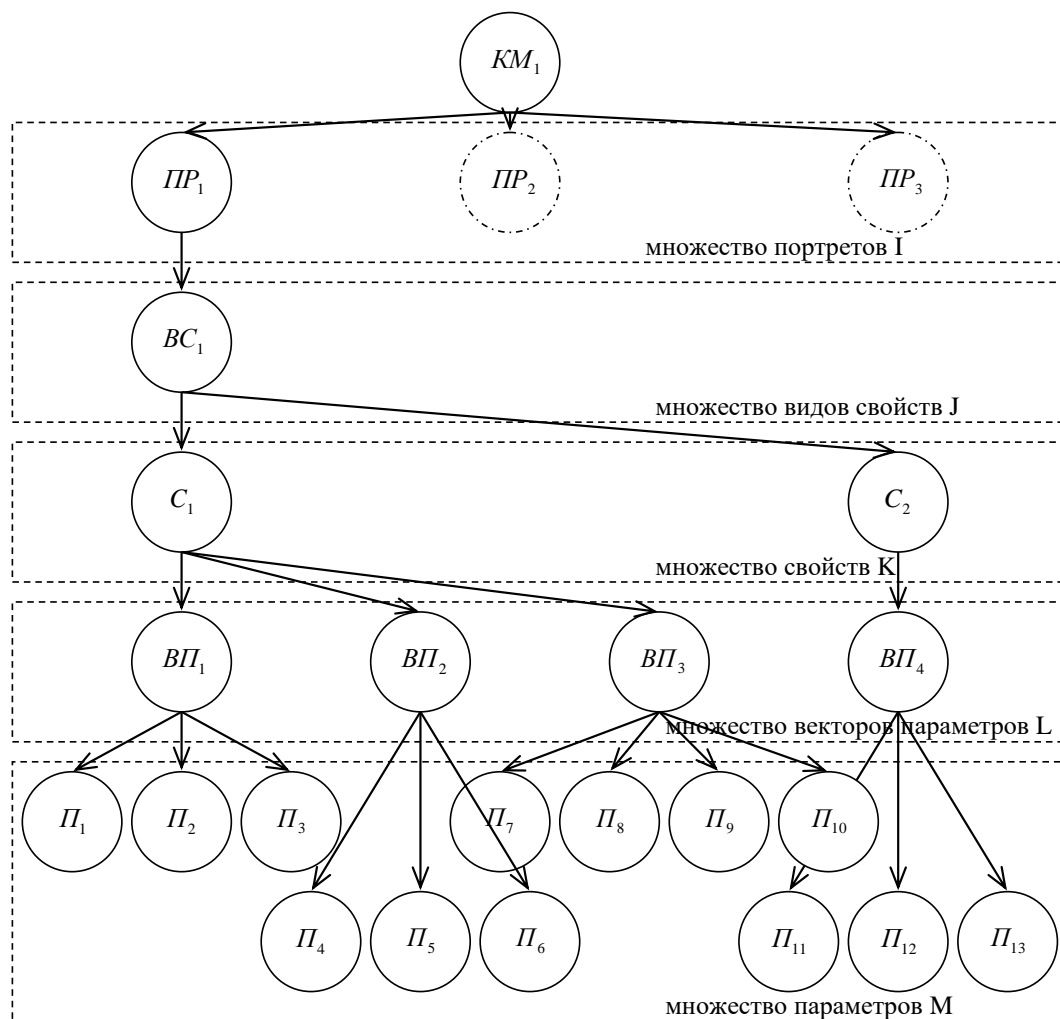 КМ₁
ПР₁ ПР₂ ПР₃
множество портретов I
ВС₁
множество видов свойств J
С₁ С₂
множество свойств K
ВП₁ ВП₂ ВП₃ ВП₄
множество векторов параметров L
П₁ П₂ П₃ П₇ П₈ П₉ П₁₀
П₄ П₅ П₆ П₁₁ П₁₂ П₁₃
множество параметров M